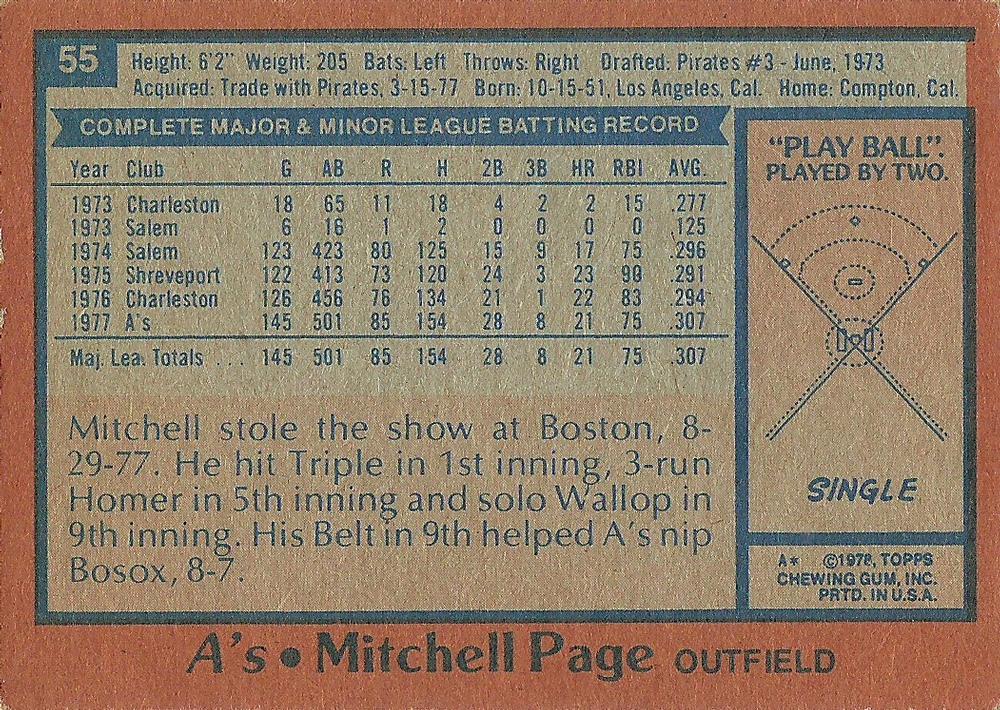 55
Height: 6'2" Weight: 205 Bats: Left Throws: Right Drafted: Pirates #3 - June, 1973
Acquired: Trade with Pirates, 3-15-77 Born: 10-15-51, Los Angeles, Cal. Home: Compton, Cal.
COMPLETE MAJOR & MINOR LEAGUE BATTING RECORD
Year Club G AB R H 2B 3B HR RBI AVG.
1973 Charleston 18 65 11 18 4 2 2 15 .277
1973 Salem 6 16 1 2 0 0 0 0 .125
1974 Salem 123 423 80 125 15 9 17 75 .296
1975 Shreveport 122 413 73 120 24 3 23 90 .291
1976 Charleston 126 456 76 134 21 1 22 83 .294
1977 A's 145 501 85 154 28 8 21 75 .307
Maj. Lea. Totals ... 145 501 85 154 28 8 21 75 .307
Mitchell stole the show at Boston, 8-
29-77. He hit Triple in 1st inning, 3-run
Homer in 5th inning and solo Wallop in
9th inning. His Belt in 9th helped A's nip
Bosox, 8-7.
"PLAY BALL".
PLAYED BY TWO.
SINGLE
A* ©1978, TOPPS
CHEWING GUM, INC.
PRTD. IN U.S.A.
A's • Mitchell Page OUTFIELD